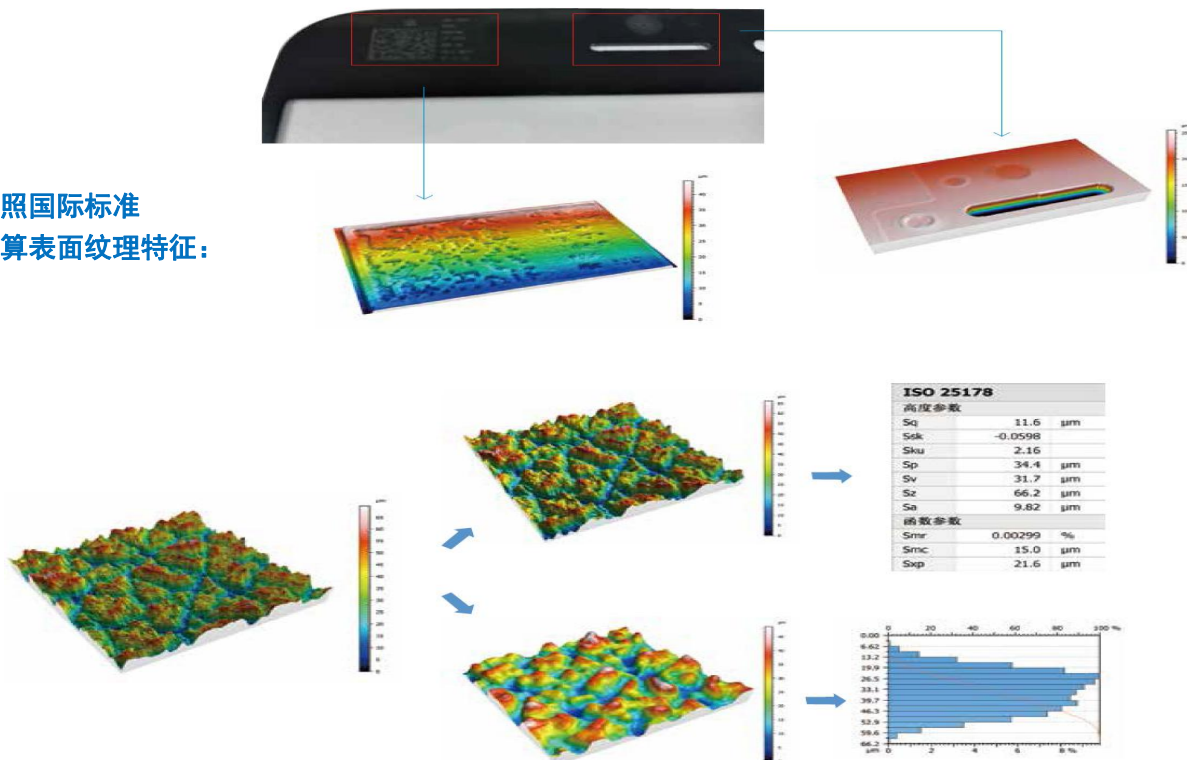 照国际标准
算表面纹理特征：
ISO 25178
高度参数
Sq 11.6 µm
Ssk -0.0598
Sku 2.16
Sp 34.4 µm
Sv 31.7 µm
Sz 66.2 µm
Sa 9.82 µm
函数参数
Smr 0.00299 %
Smc 15.0 µm
Sxp 21.6 µm
0 20 40 60 80 100 %
0.00
6.62
13.2
19.9
26.5
33.1
39.7
46.3
52.9
59.6
66.2
µm 0 2 4 6 8 %